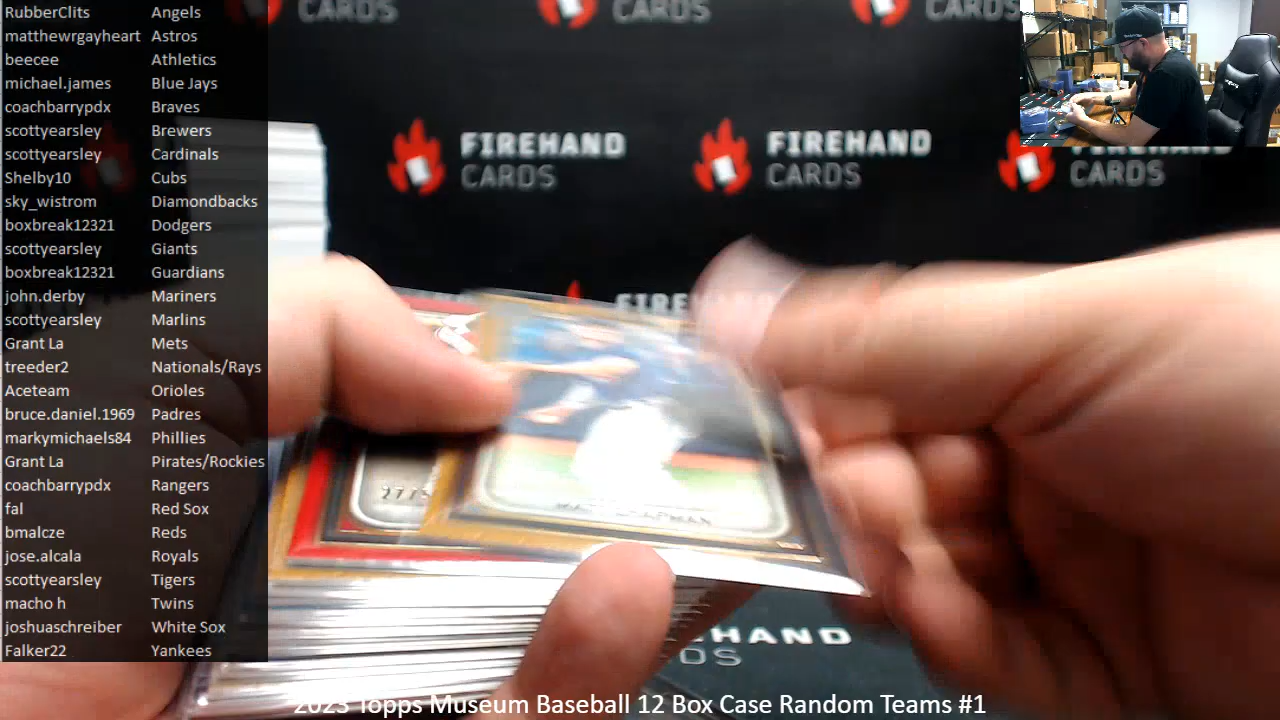 RubberClits Angels
matthewrgayheart Astros
beecee Athletics
michael.james Blue Jays
coachbarrypdx Braves
scottyearsley Brewers
scottyearsley Cardinals
Shelby10 Cubs
sky_wistrom Diamondbacks
boxbreak12321 Dodgers
scottyearsley Giants
boxbreak12321 Guardians
john.derby Mariners
scottyearsley Marlins
Grant La Mets
treeder2 Nationals/Rays
Aceteam Orioles
bruce.daniel.1969 Padres
markymichaels84 Phillies
Grant La Pirates/Rockies
coachbarrypdx Rangers
fal Red Sox
bmalcze Reds
jose.alcala Royals
scottyearsley Tigers
macho h Twins
joshuaschreiber White Sox
Falker22 Yankees
CARDS CARDS CARDS
FIREHAND FIREHAND
CARDS CARDS CARDS
2023 Topps Museum Baseball 12 Box Case Random Teams #1